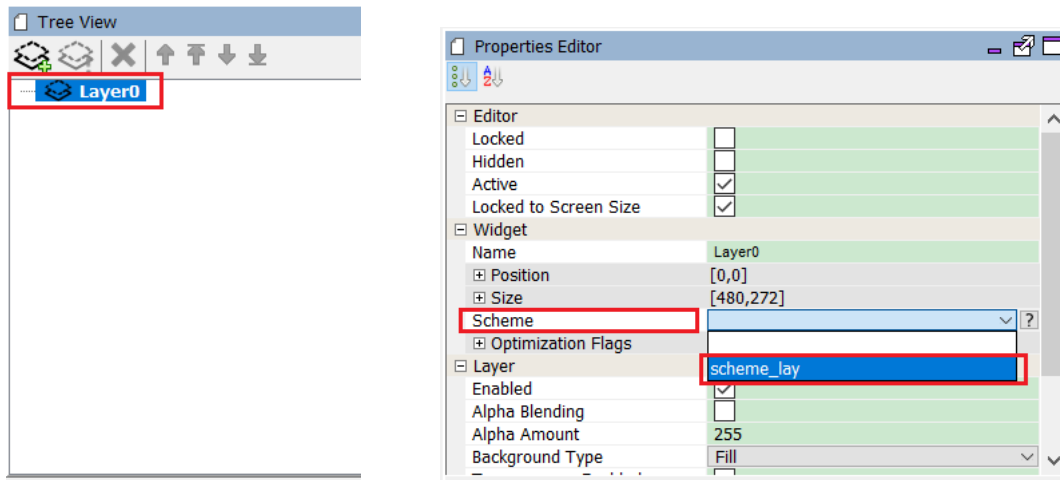 Tree View
Layer0
Properties Editor
Editor
Locked
Hidden
Active
Locked to Screen Size
Widget
Name Layer0
Position [0,0]
Size [480,272]
Scheme ?
Optimization Flags
scheme_lay
Layer
Enabled
Alpha Blending
Alpha Amount 255
Background Type Fill